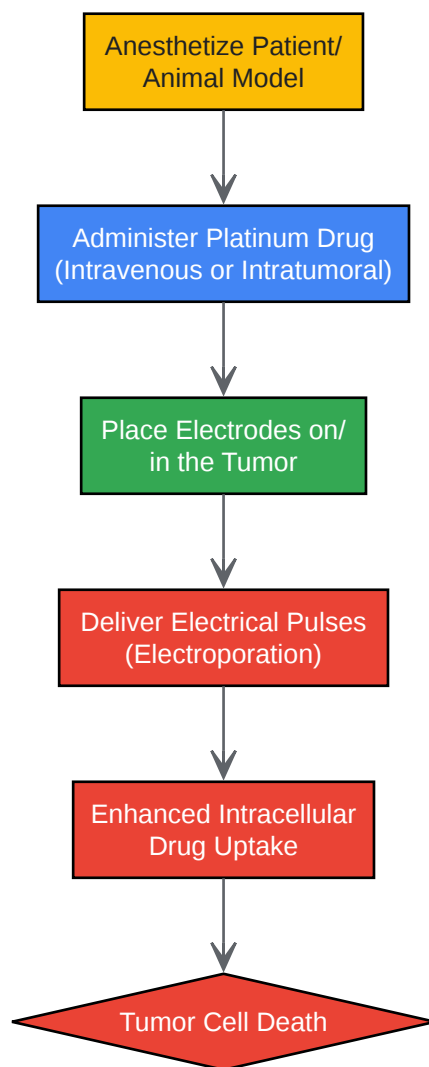 Anesthetize Patient/
Animal Model
Administer Platinum Drug
(Intravenous or Intratumoral)
Place Electrodes on/
in the Tumor
Deliver Electrical Pulses
(Electroporation)
Enhanced Intracellular
Drug Uptake
Tumor Cell Death